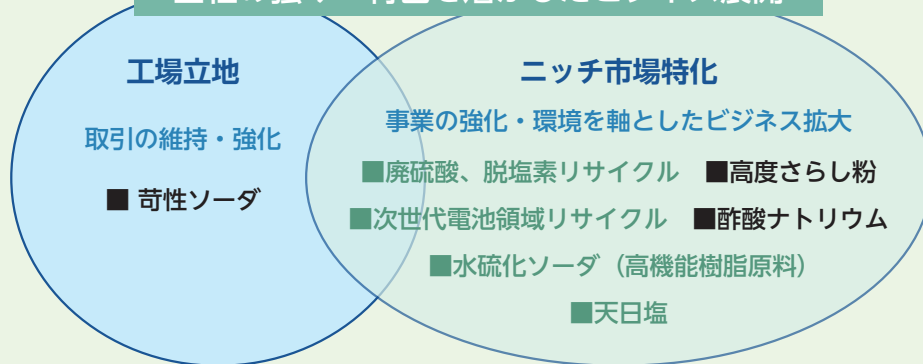 工場立地
取引の維持・強化
■ 苛性ソーダ
ニッチ市場特化
事業の強化・環境を軸としたビジネス拡大
■廃硫酸、脱塩素リサイクル ■高度さらし粉
■次世代電池領域リサイクル ■酢酸ナトリウム
■水硫化ソーダ（高機能樹脂原料）
■天日塩